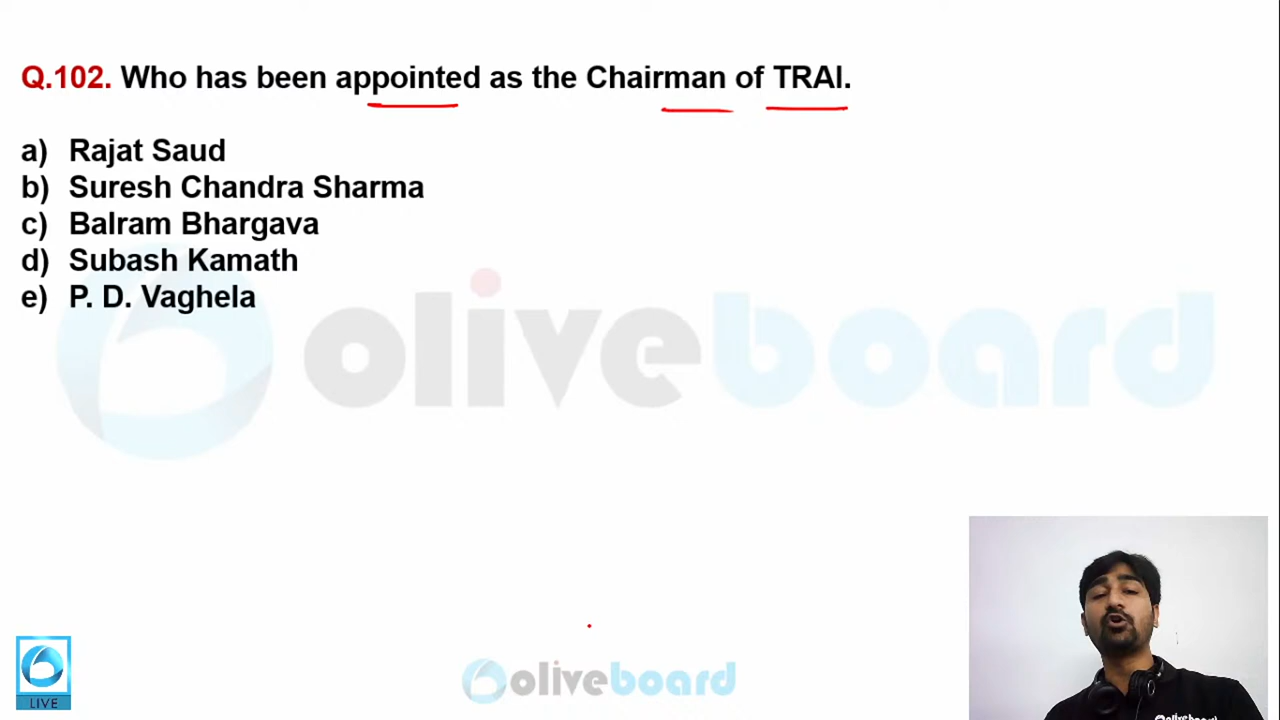 Q.102. Who has been appointed as the Chairman of TRAI.
a) Rajat Saud
b) Suresh Chandra Sharma
c) Balram Bhargava
d) Subash Kamath
e) P. D. Vaghela
oliveboard
LIVE
oliveboard
oliveboard